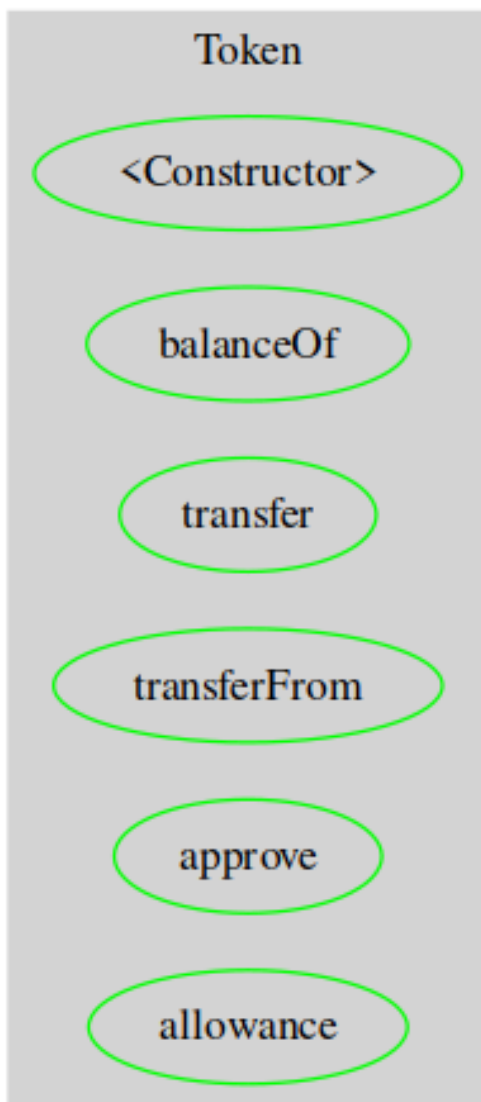 Token
<Constructor>
balanceOf
transfer
transferFrom
approve
allowance